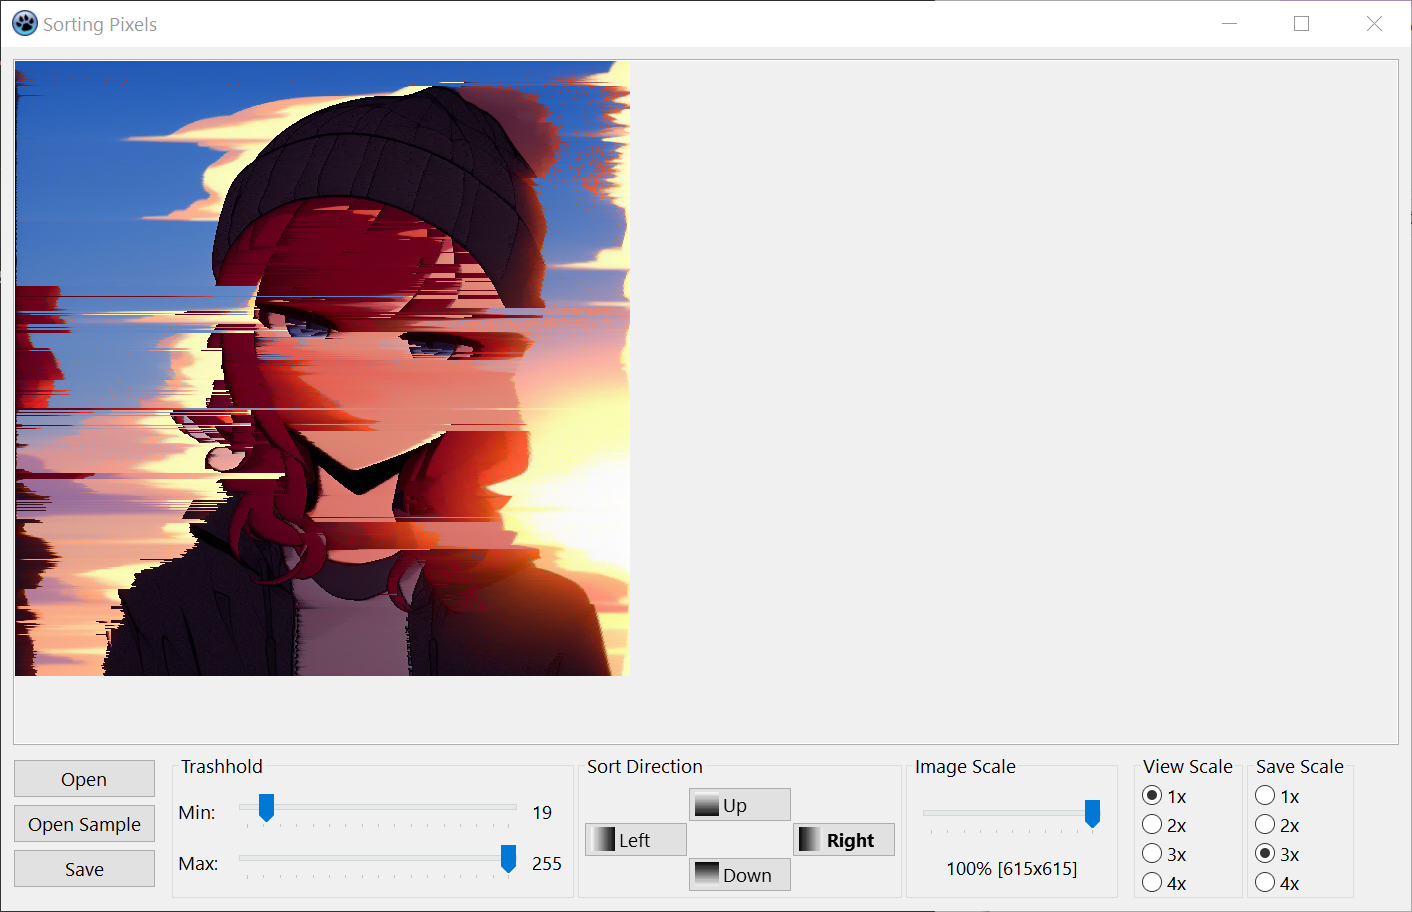 Sorting Pixels
Open
Open Sample
Save
Trashhold
Min:
19
Max:
255
Sort Direction
Up
Left
Right
Down
Image Scale
100% [615x615]
View Scale
1x
2x
3x
4x
Save Scale
1x
2x
3x
4x